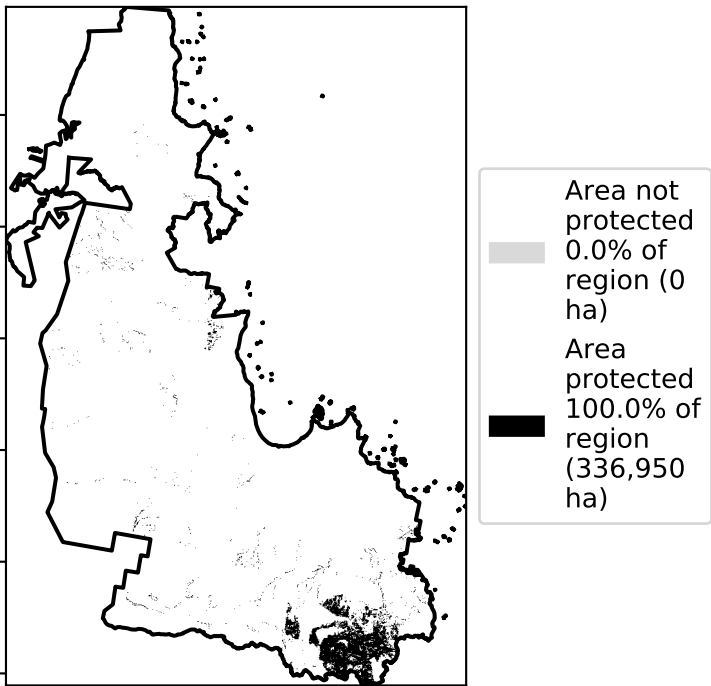 Area not
protected
0.0% of
region (0
ha)
Area
protected
100.0% of
region
(336,950
ha)